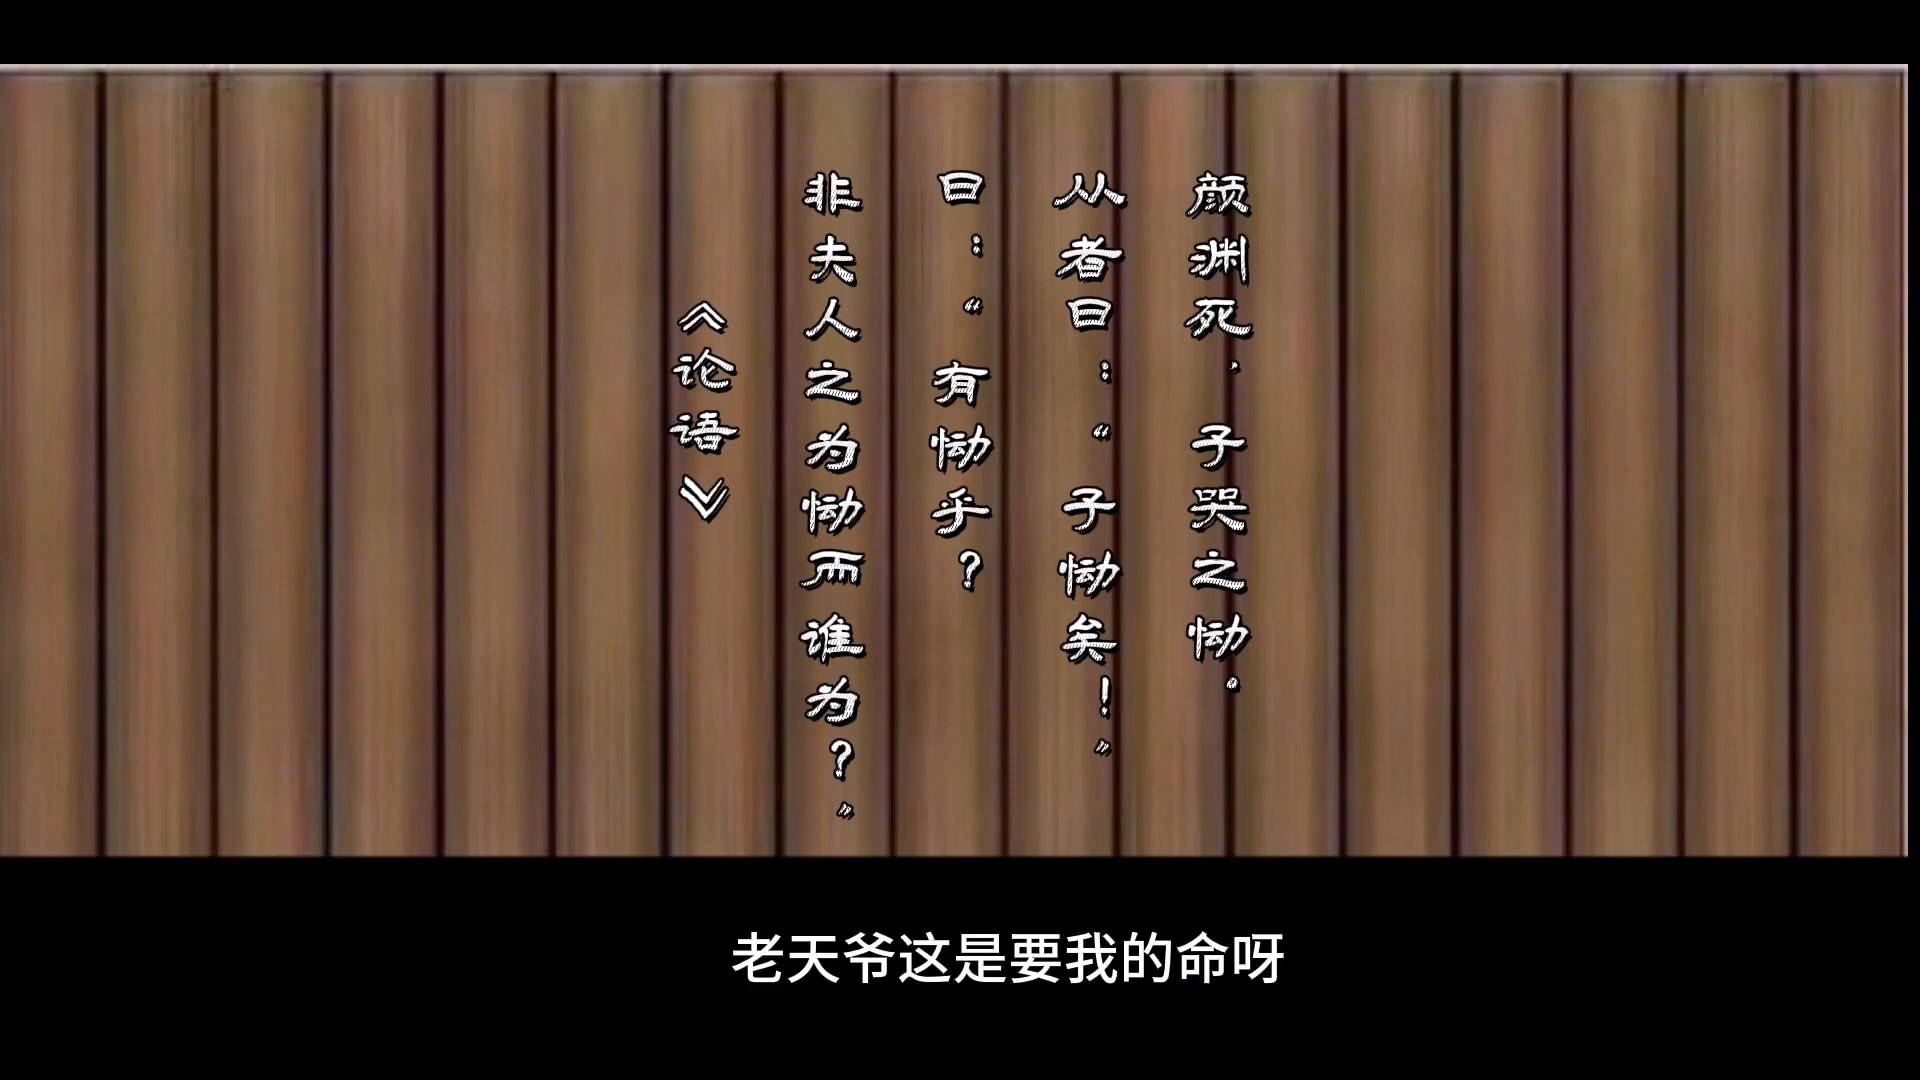 颜渊死，子哭之恸。
从者曰：“子恸矣！”
曰：“有恸乎？
非夫人之为恸而谁为？”
《论语》
老天爷这是要我的命呀